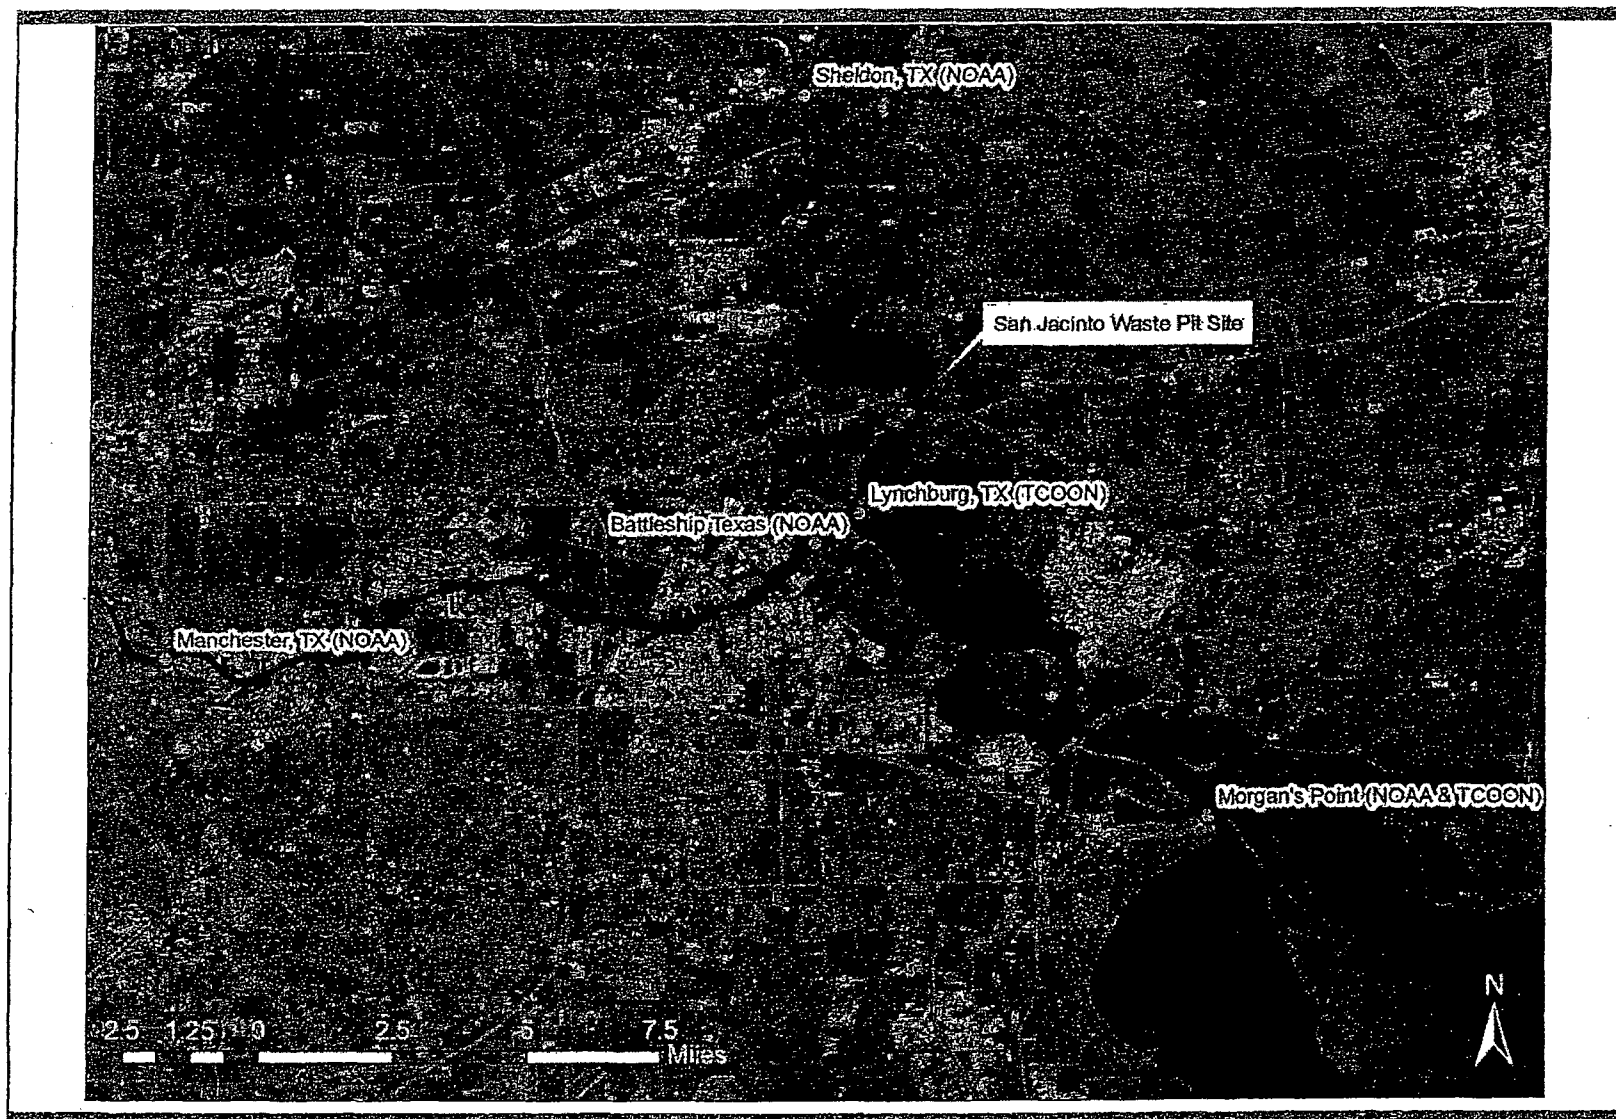 Sheldon, TX (NOAA)
San Jacinto Waste Pit Site
Lynchburg, TX (TCOON)
Battleship Texas (NOAA)
Manchester, TX (NOAA)
Morgan's Point (NOAA & TCOON)
N
2.5 1.25 0 2.5 5 7.5
Miles